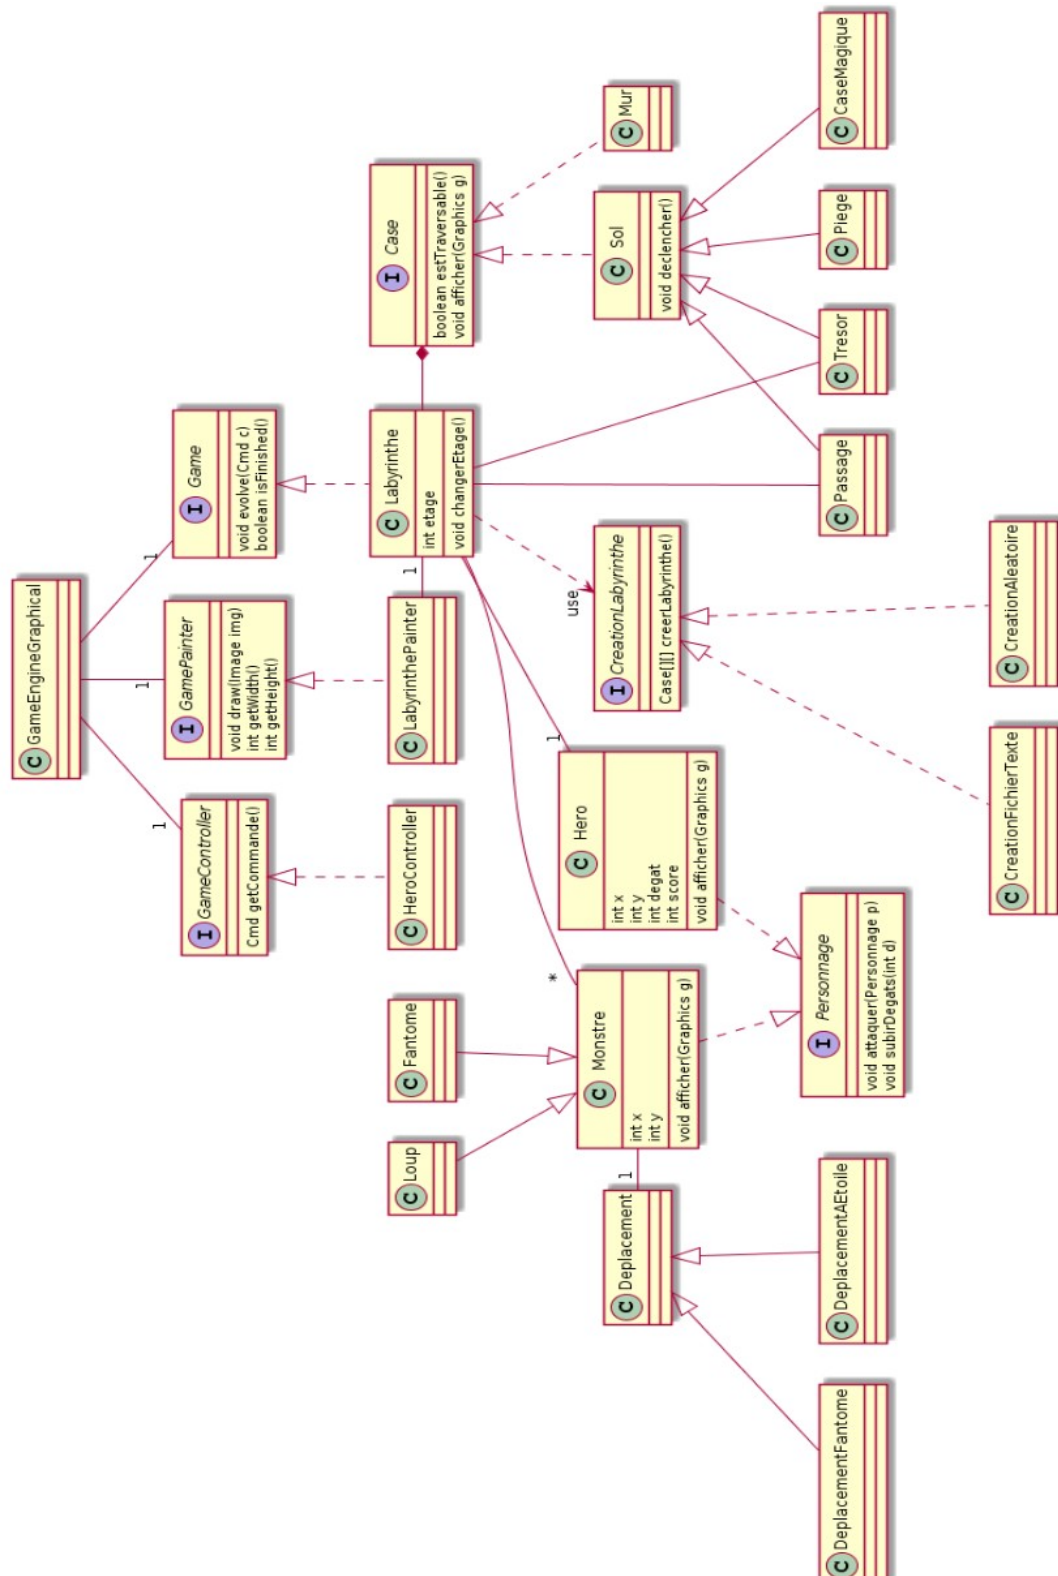 C GameEngineGraphical
1
1
1
I GameController
Cmd getCommande()
I GamePainter
void draw(Image img)
int getWidth()
int getHeight()
I Game
void evolve(Cmd c)
boolean isFinished()
C Loup
C Fantome
C HeroController
C LabyrinthePainter
1
C Labyrinthe
int etage
void changerEtage()
I Case
boolean estTraversable()
void afficher(Graphics g)
*
1
use
C Deplacement
1
C Monstre
int x
int y
void afficher(Graphics g)
C Hero
int x
int y
int degat
int score
void afficher(Graphics g)
I CreationLabyrinthe
Case[][] creerLabyrinthe()
C Sol
void declencher()
C Mur
C DeplacementFantome
C DeplacementAEtoile
I Personnage
void attaquer(Personnage p)
void subirDegats(int d)
C Passage
C Tresor
C Piege
C CaseMagique
C CreationFichierTexte
C CreationAleatoire